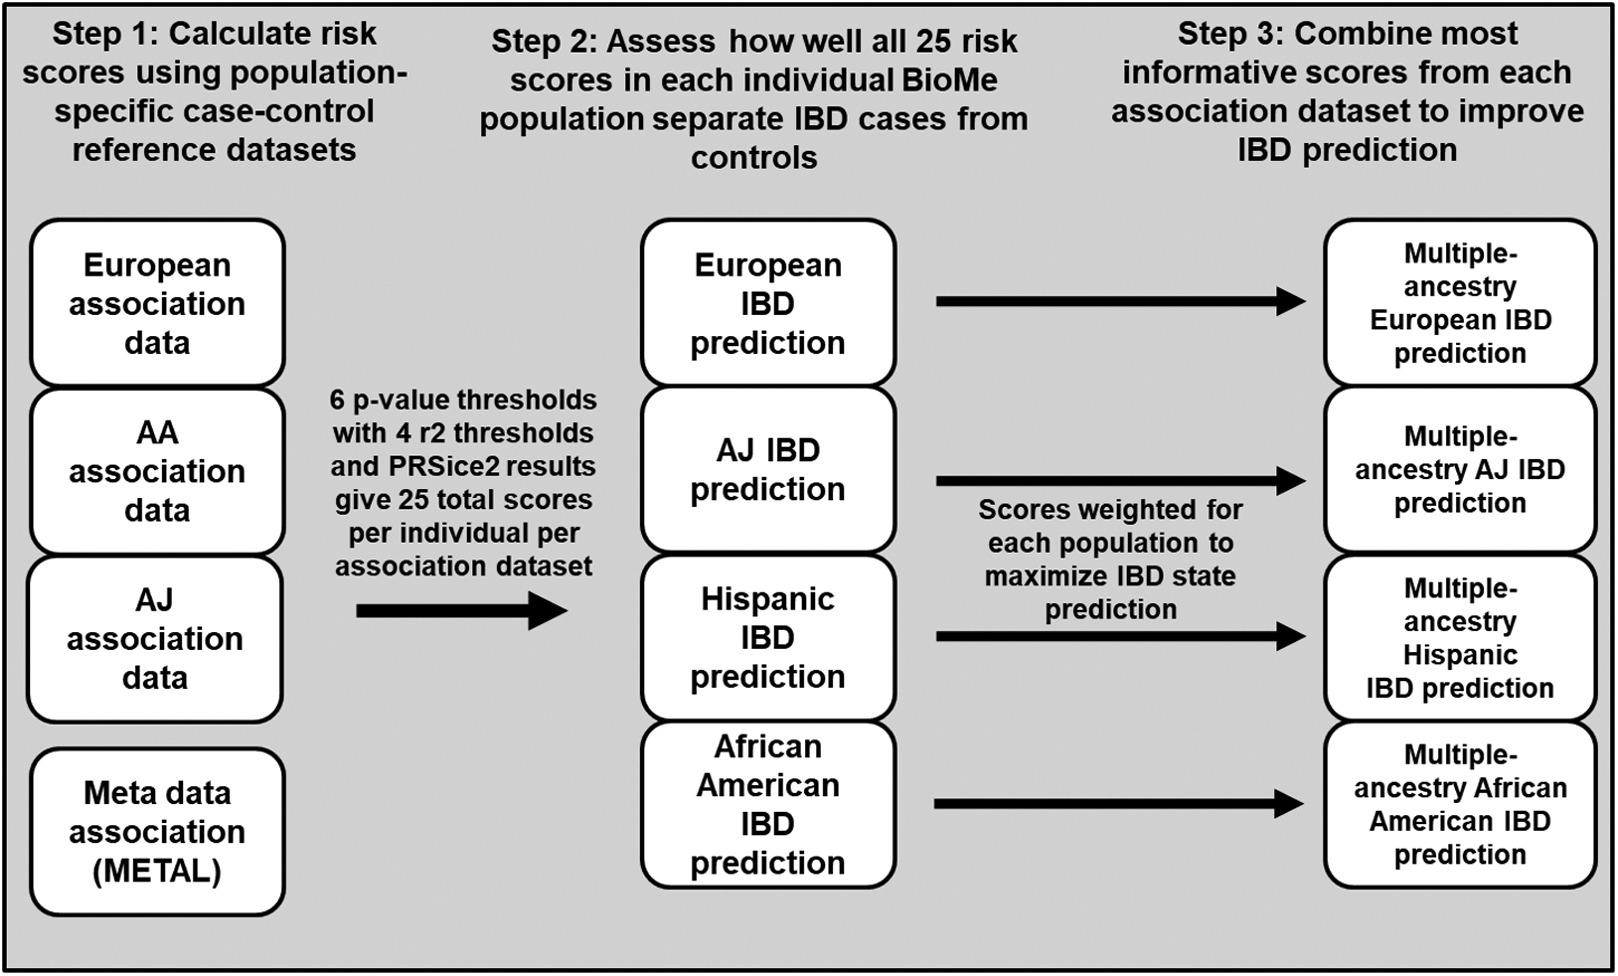 Step 1: Calculate risk
scores using population-
specific case-control
reference datasets
Step 2: Assess how well all 25 risk
scores in each individual BioMe
population separate IBD cases from
controls
Step 3: Combine most
informative scores from each
association dataset to improve
IBD prediction
European
association
data
AA
association
data
AJ
association
data
Meta data
association
(METAL)
6 p-value thresholds
with 4 r2 thresholds
and PRSice2 results
give 25 total scores
per individual per
association dataset
European
IBD
prediction
AJ IBD
prediction
Hispanic
IBD
prediction
African
American
IBD
prediction
Scores weighted for
each population to
maximize IBD state
prediction
Multiple-
ancestry
European IBD
prediction
Multiple-
ancestry AJ IBD
prediction
Multiple-
ancestry
Hispanic
IBD prediction
Multiple-
ancestry African
American IBD
prediction